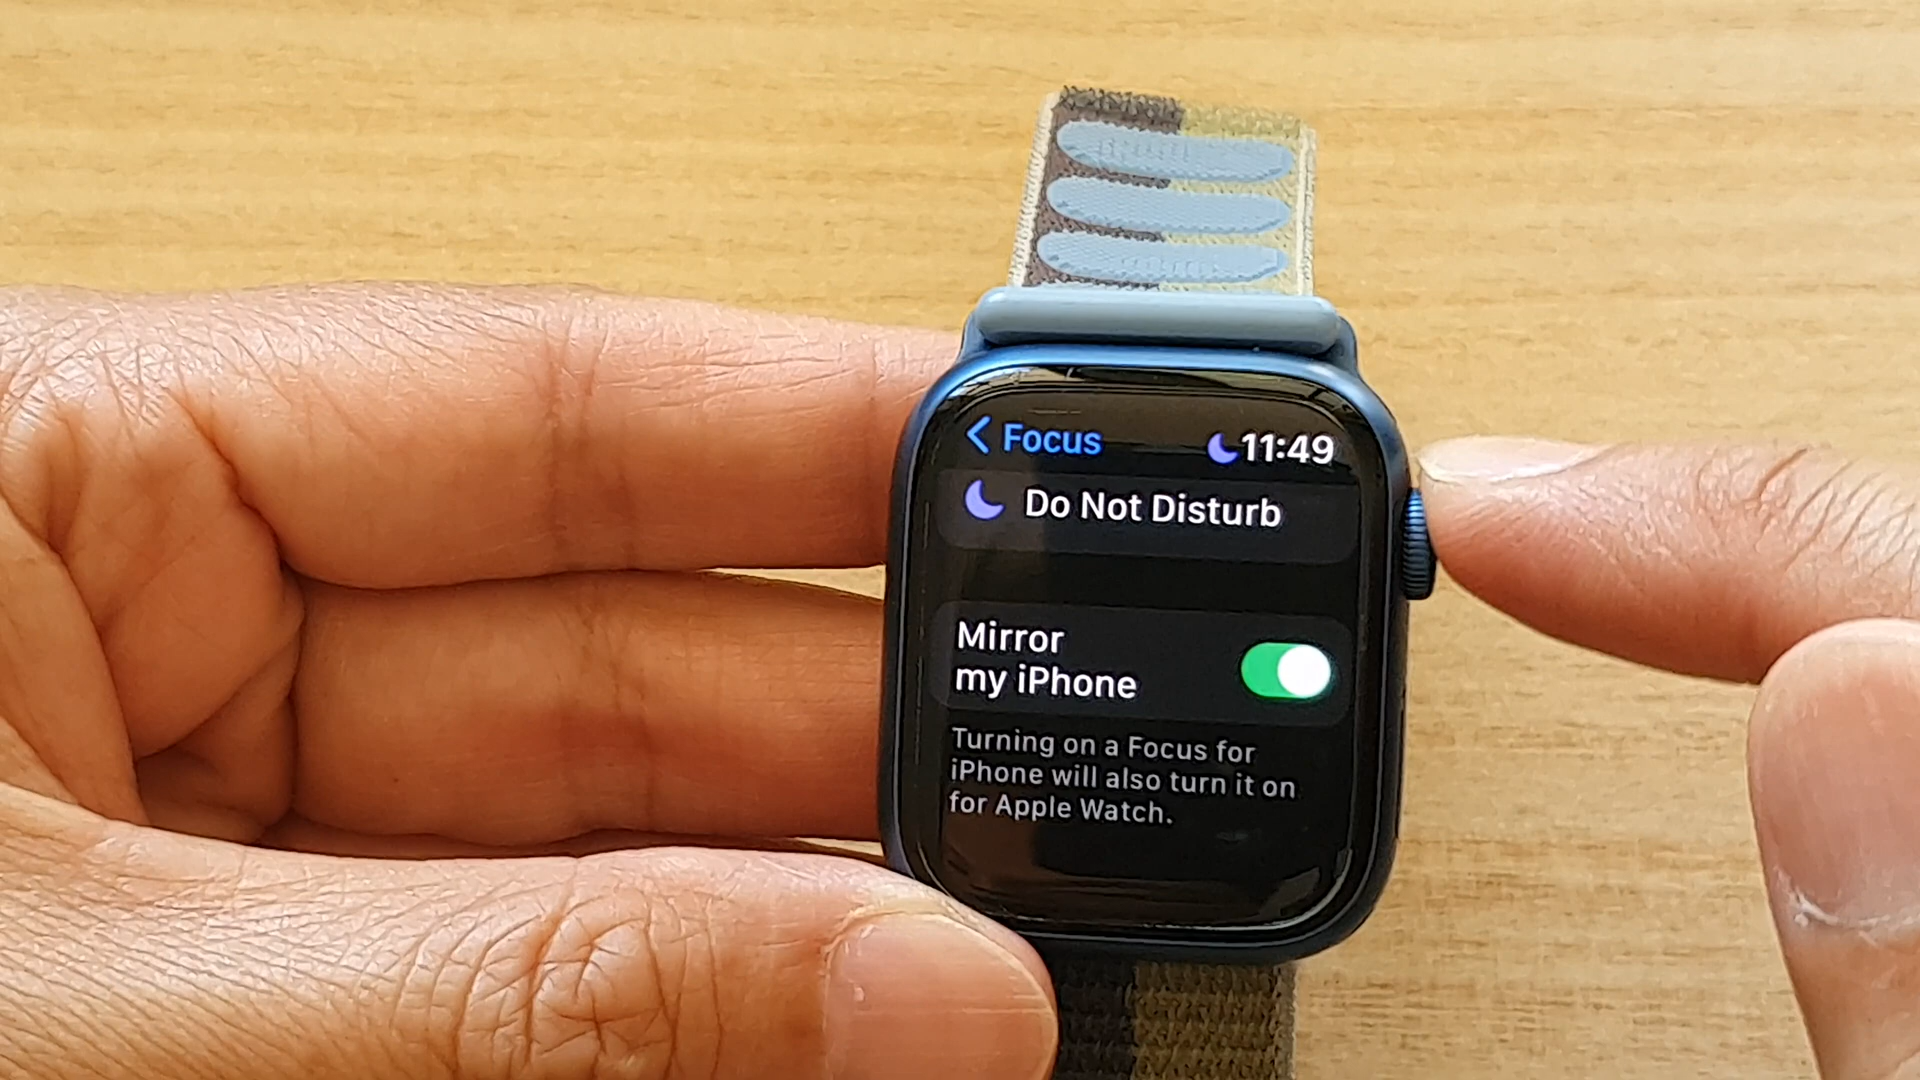 Focus 11:49
Do Not Disturb
Mirror
my iPhone
Turning on a Focus for
iPhone will also turn it on
for Apple Watch.